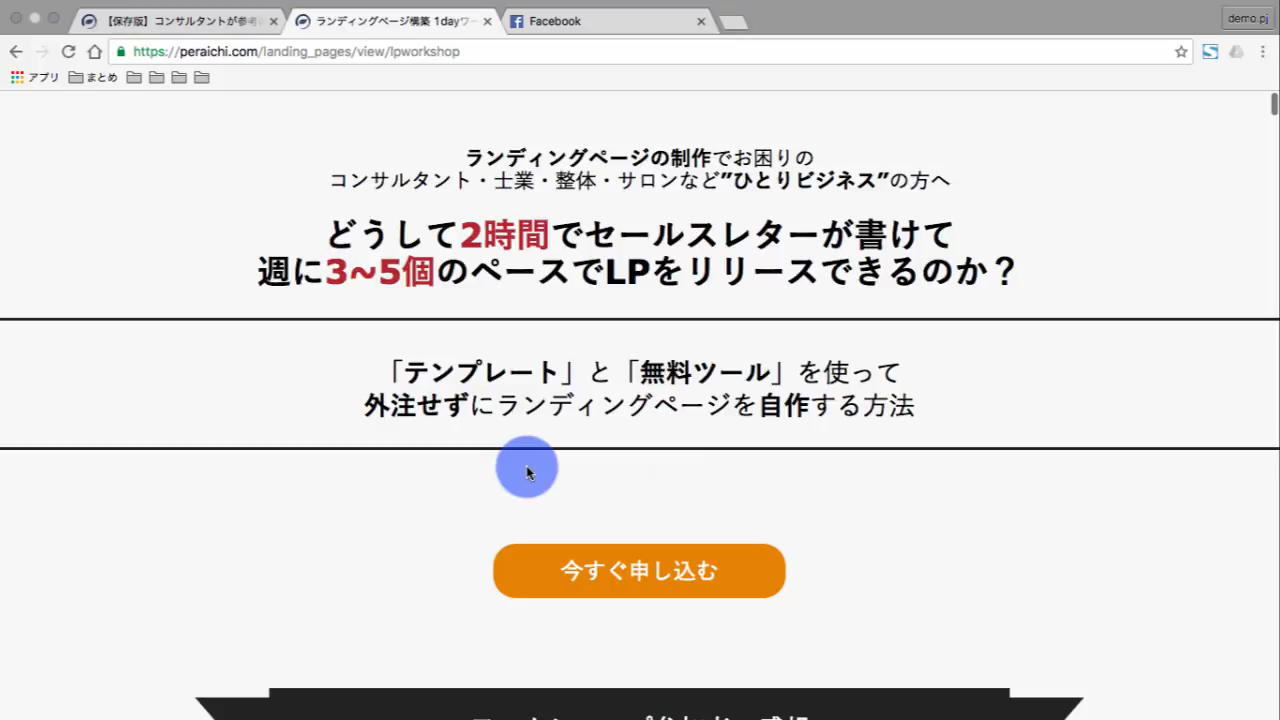 【保存版】コンサルタントが参考
ランディングページ構築 1dayワー
Facebook
demo.pj
https://peraichi.com/landing_pages/view/lpworkshop
アプリ
まとめ
ランディングページの制作でお困りの
コンサルタント・士業・整体・サロンなど”ひとりビジネス”の方へ
どうして2時間でセールスレターが書けて
週に3~5個のペースでLPをリリースできるのか？
「テンプレート」と「無料ツール」を使って
外注せずにランディングページを自作する方法
今すぐ申し込む